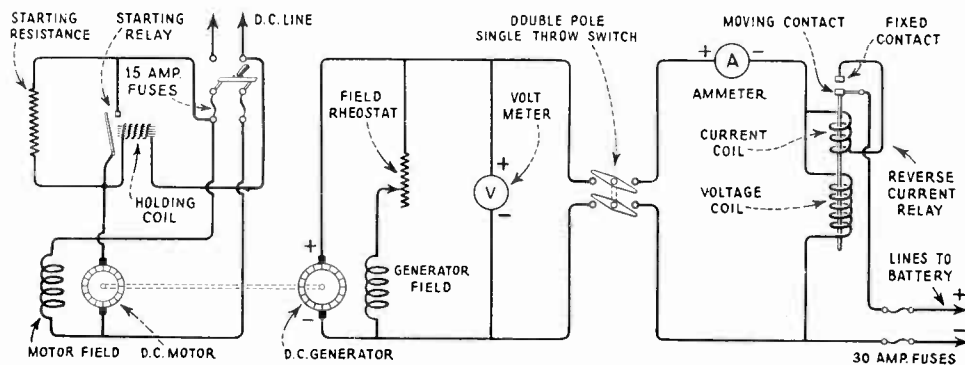 STARTING
RESISTANCE
STARTING
RELAY
D.C. LINE
15 AMP.
FUSES
HOLDING
COIL
MOTOR FIELD
D.C. MOTOR
FIELD
RHEOSTAT
VOLT
METER
+
V
−
+
−
GENERATOR
FIELD
D.C. GENERATOR
DOUBLE POLE
SINGLE THROW SWITCH
+
A
−
AMMETER
MOVING CONTACT
FIXED
CONTACT
CURRENT
COIL
VOLTAGE
COIL
REVERSE
CURRENT
RELAY
LINES TO
BATTERY
+
−
30 AMP. FUSES